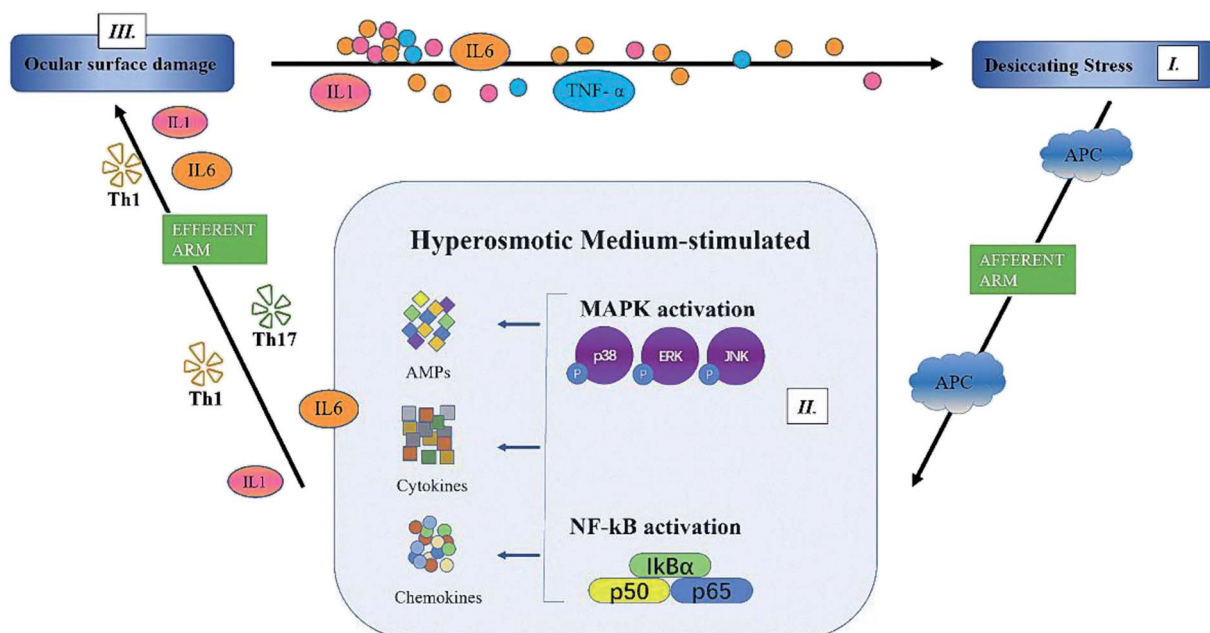 III.
Ocular surface damage
IL6
IL1
TNF- α
Desiccating Stress
I.
APC
AFFERENT
ARM
APC
IL1
IL6
Th1
EFFERENT
ARM
Th17
Th1
IL6
IL1
Hyperosmotic Medium-stimulated
MAPK activation
p38
ERK
JNK
P
P
P
AMPs
II.
Cytokines
NF-kB activation
IkBα
p50
p65
Chemokines